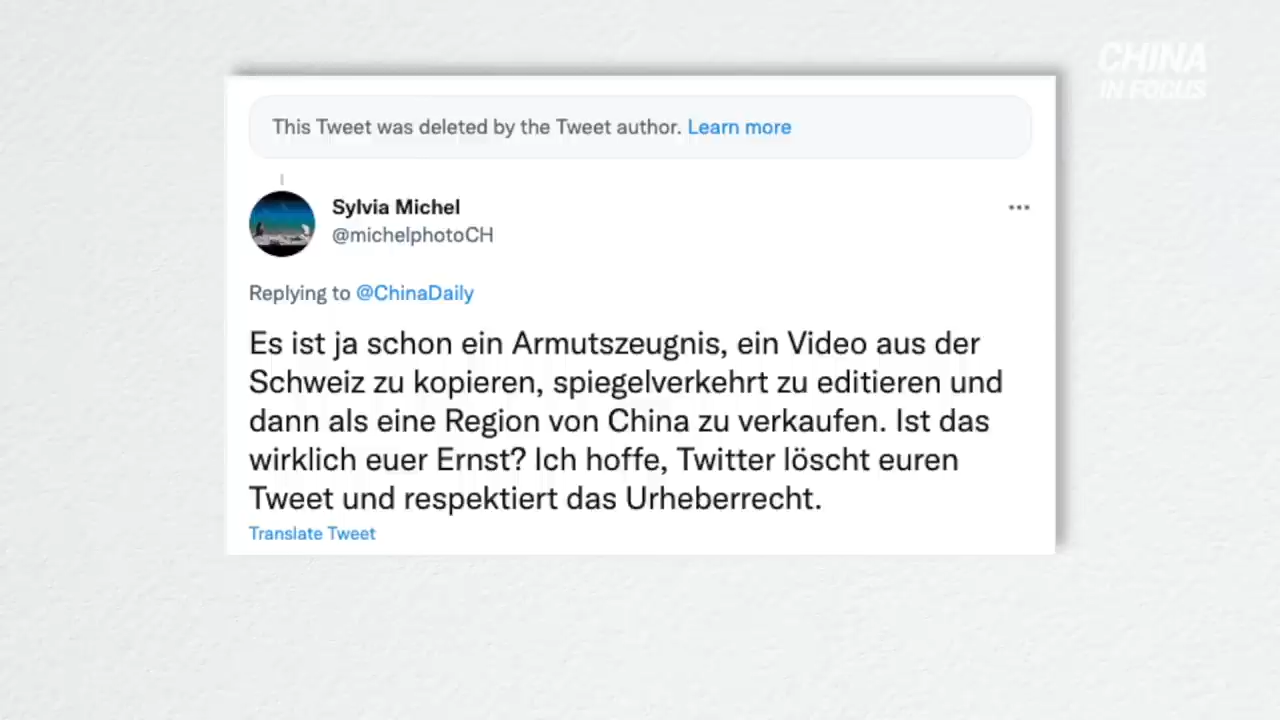 CHINA
IN FOCUS
This Tweet was deleted by the Tweet author. Learn more
Sylvia Michel
@michelphotoCH
Replying to @ChinaDaily
Es ist ja schon ein Armutszeugnis, ein Video aus der
Schweiz zu kopieren, spiegelverkehrt zu editieren und
dann als eine Region von China zu verkaufen. Ist das
wirklich euer Ernst? Ich hoffe, Twitter löscht euren
Tweet und respektiert das Urheberrecht.
Translate Tweet